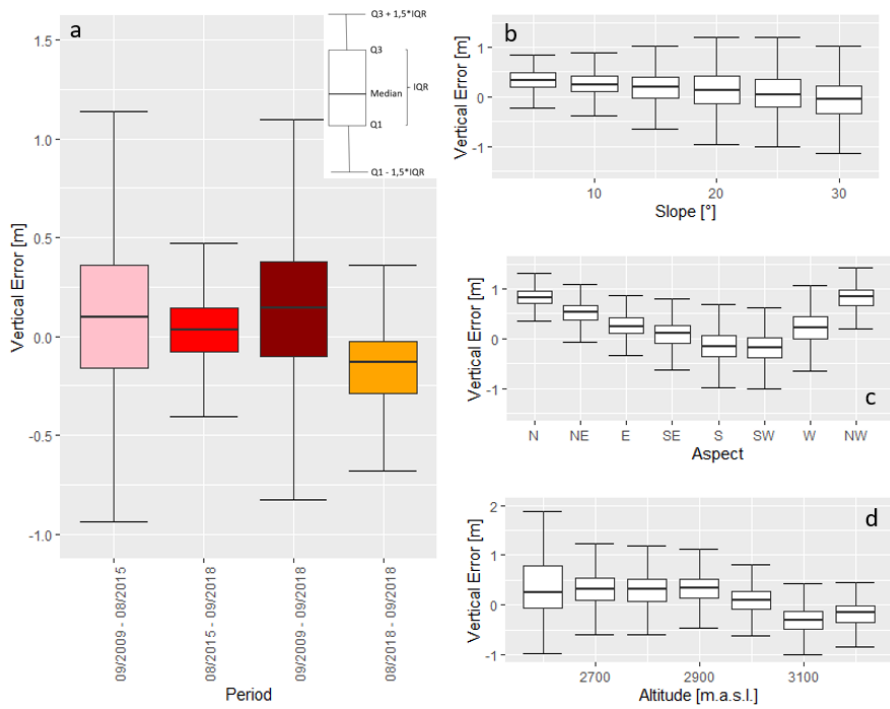 a
1.5
1.0
0.5
0.0
-0.5
-1.0
Vertical Error [m]
09/2009 - 08/2015
08/2015 - 09/2018
09/2009 - 09/2018
08/2018 - 09/2018
Period
Q3 + 1,5*IQR
Q3
IQR
Median
Q1
Q1 - 1,5*IQR
b
Vertical Error [m]
1
0
-1
10
20
30
Slope [°]
Vertical Error [m]
1
0
-1
c
N
NE
E
SE
S
SW
W
NW
Aspect
d
Vertical Error [m]
2
1
0
-1
2700
2900
3100
Altitude [m.a.s.l.]